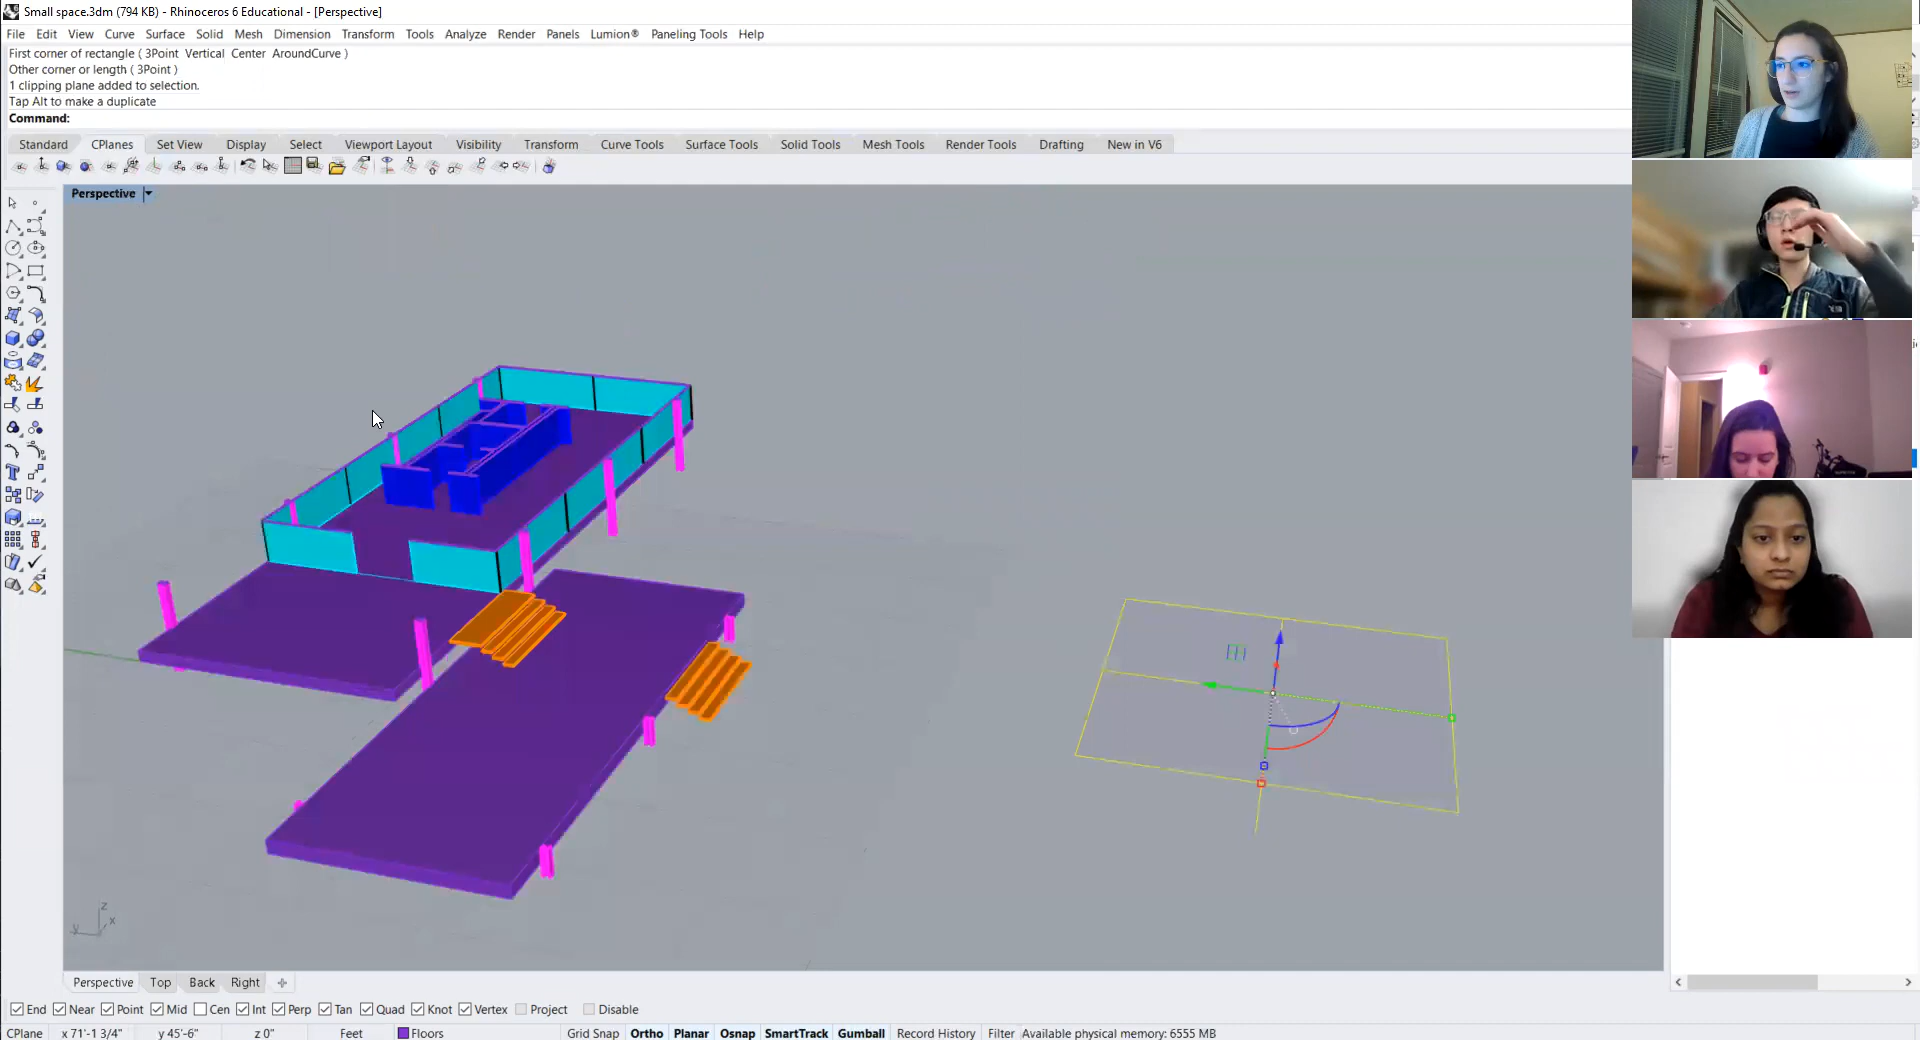 Small space.3dm (794 KB) - Rhinoceros 6 Educational - [Perspective]
File Edit View Curve Surface Solid Mesh Dimension Transform Tools Analyze Render Panels Lumion® Paneling Tools Help
First corner of rectangle ( 3Point Vertical Center AroundCurve )
Other corner or length ( 3Point )
1 clipping plane added to selection.
Tap Alt to make a duplicate
Command:
Standard CPlanes Set View Display Select Viewport Layout Visibility Transform Curve Tools Surface Tools Solid Tools Mesh Tools Render Tools Drafting New in V6
Perspective
z
y x
Perspective Top Back Right
End Near Point Mid Cen Int Perp Tan Quad Knot Vertex Project Disable
CPlane x 71'-1 3/4" y 45'-6" z 0" Feet Floors Grid Snap Ortho Planar Osnap SmartTrack Gumball Record History Filter Available physical memory: 6555 MB